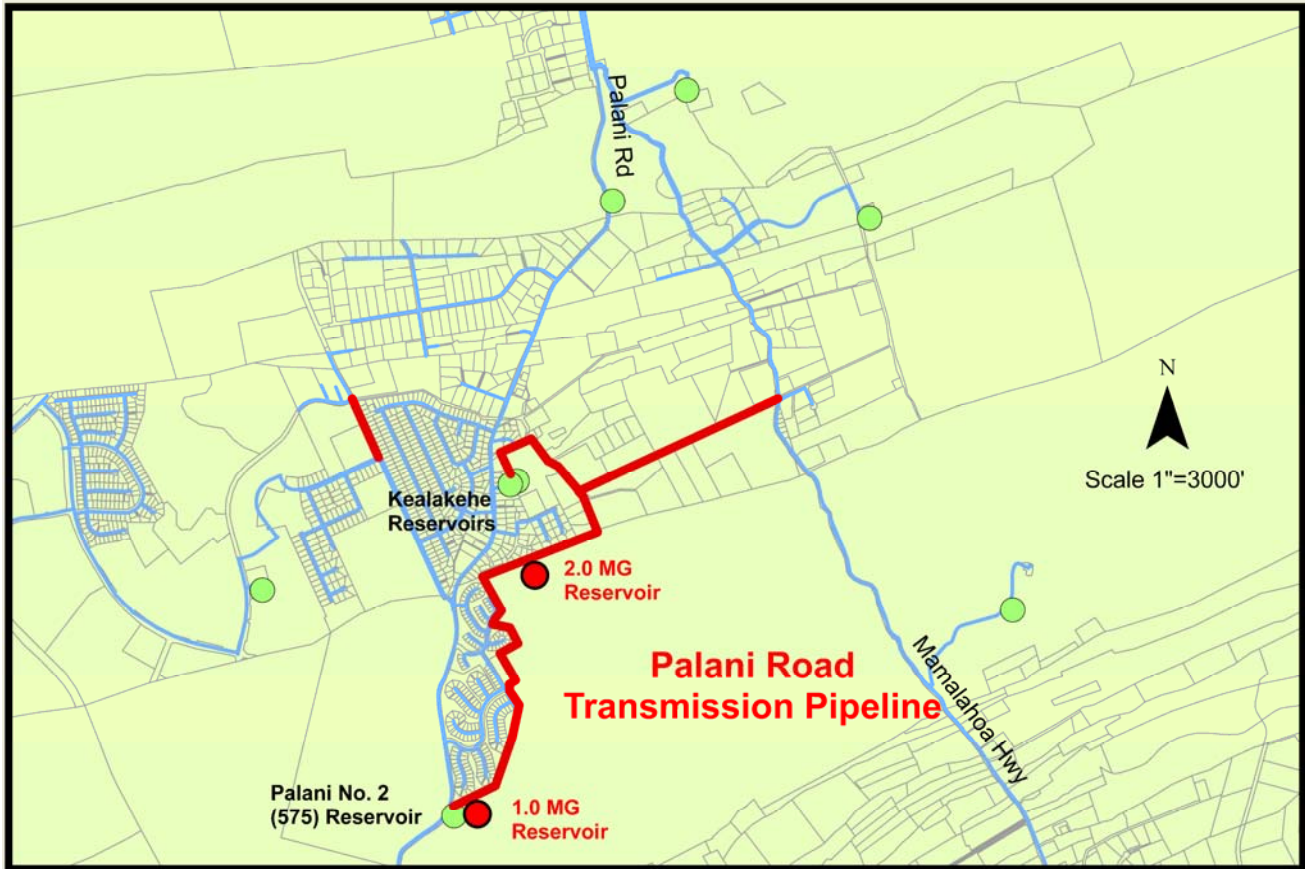 Palani Rd
N
Scale 1"=3000'
Kealakehe
Reservoirs
2.0 MG
Reservoir
Palani Road
Transmission Pipeline
Mamalahoa Hwy
Palani No. 2
(575) Reservoir
1.0 MG
Reservoir